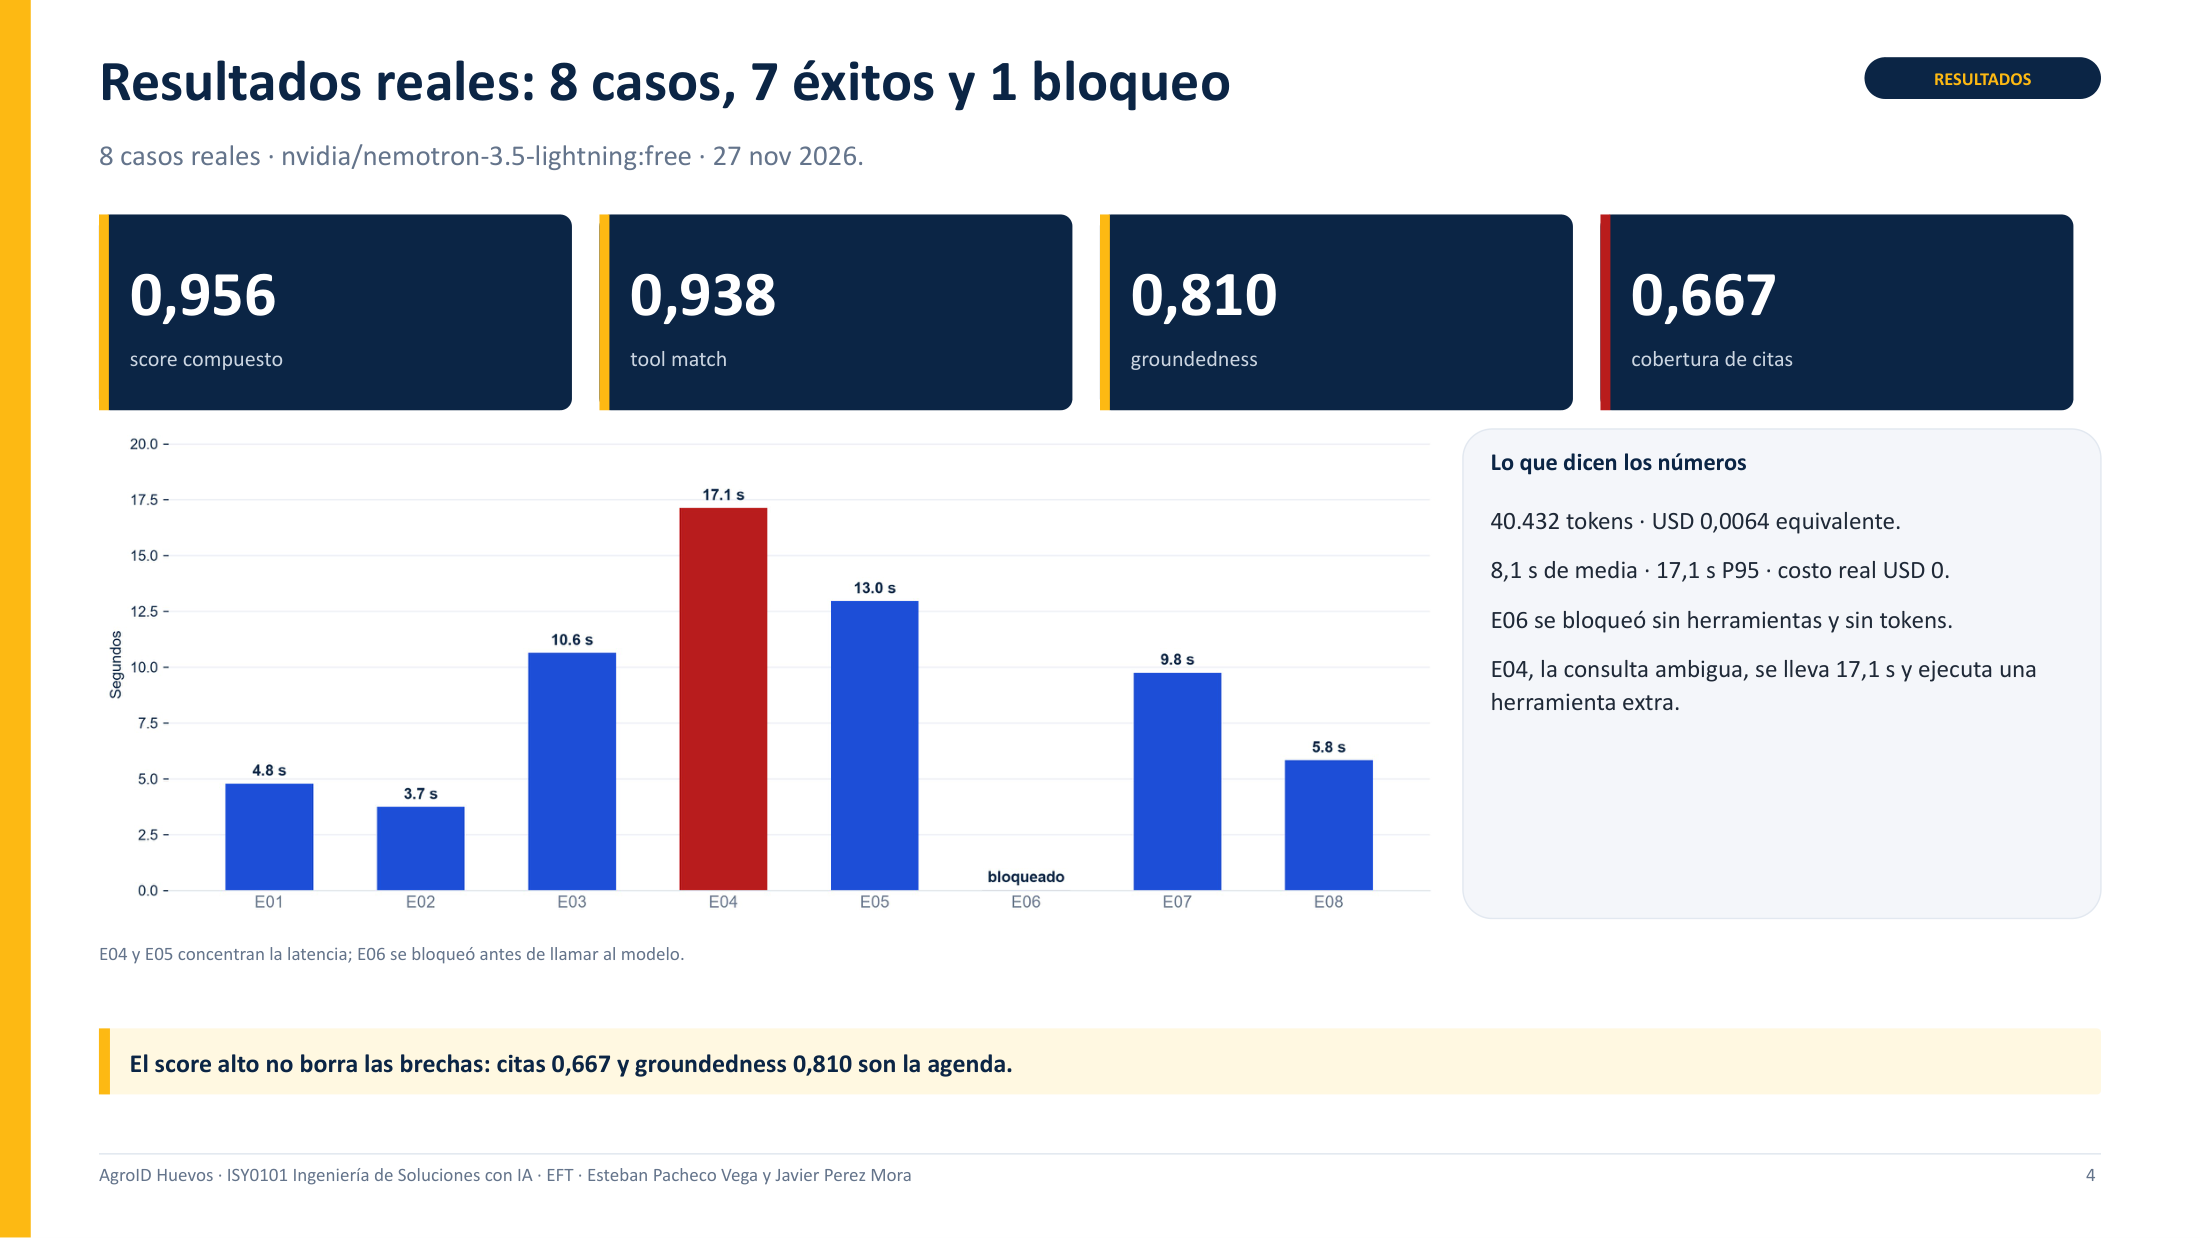 Resultados reales: 8 casos, 7 éxitos y 1 bloqueo
RESULTADOS
8 casos reales · nvidia/nemotron-3.5-lightning:free · 27 nov 2026.
0,956
score compuesto
0,938
tool match
0,810
groundedness
0,667
cobertura de citas
Segundos
20.0
17.5
15.0
12.5
10.0
7.5
5.0
2.5
0.0
4.8 s
3.7 s
10.6 s
17.1 s
13.0 s
bloqueado
9.8 s
5.8 s
E01
E02
E03
E04
E05
E06
E07
E08
Lo que dicen los números
40.432 tokens · USD 0,0064 equivalente.
8,1 s de media · 17,1 s P95 · costo real USD 0.
E06 se bloqueó sin herramientas y sin tokens.
E04, la consulta ambigua, se lleva 17,1 s y ejecuta una
herramienta extra.
E04 y E05 concentran la latencia; E06 se bloqueó antes de llamar al modelo.
El score alto no borra las brechas: citas 0,667 y groundedness 0,810 son la agenda.
AgroID Huevos · ISY0101 Ingeniería de Soluciones con IA · EFT · Esteban Pacheco Vega y Javier Perez Mora
4